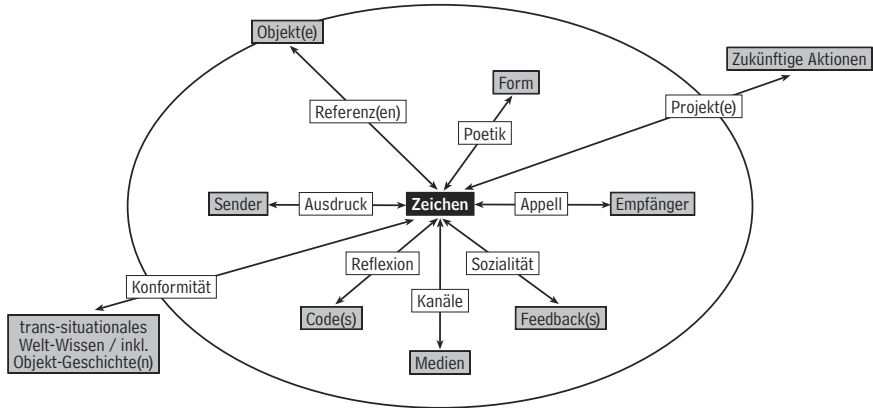 Objekt(e)
Zukünftige Aktionen
Form
Projekt(e)
Referenz(en)
Poetik
Sender
Ausdruck
Zeichen
Appell
Empfänger
Reflexion
Sozialität
Konformität
Kanäle
trans-situationales
Welt-Wissen / inkl.
Objekt-Geschichte(n)
Code(s)
Feedback(s)
Medien